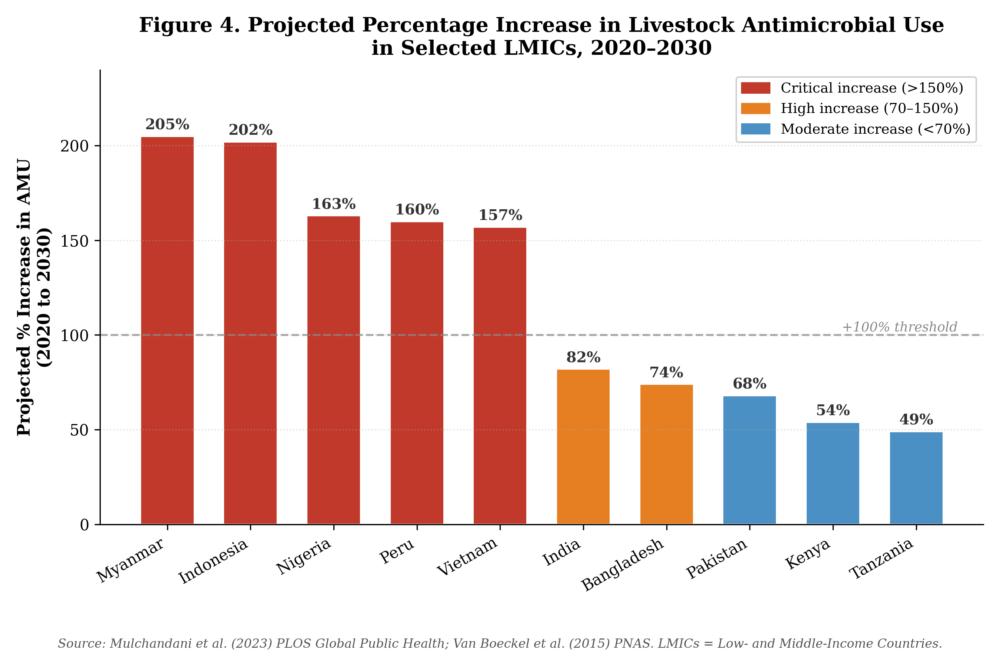 Figure 4. Projected Percentage Increase in Livestock Antimicrobial Use
in Selected LMICs, 2020–2030
Projected % Increase in AMU
(2020 to 2030)
Critical increase (>150%)
High increase (70–150%)
Moderate increase (<70%)
200
150
100
50
0
205%
202%
163%
160%
157%
82%
74%
68%
54%
49%
+100% threshold
Myanmar
Indonesia
Nigeria
Peru
Vietnam
India
Bangladesh
Pakistan
Kenya
Tanzania
Source: Mulchandani et al. (2023) PLOS Global Public Health; Van Boeckel et al. (2015) PNAS. LMICs = Low- and Middle-Income Countries.